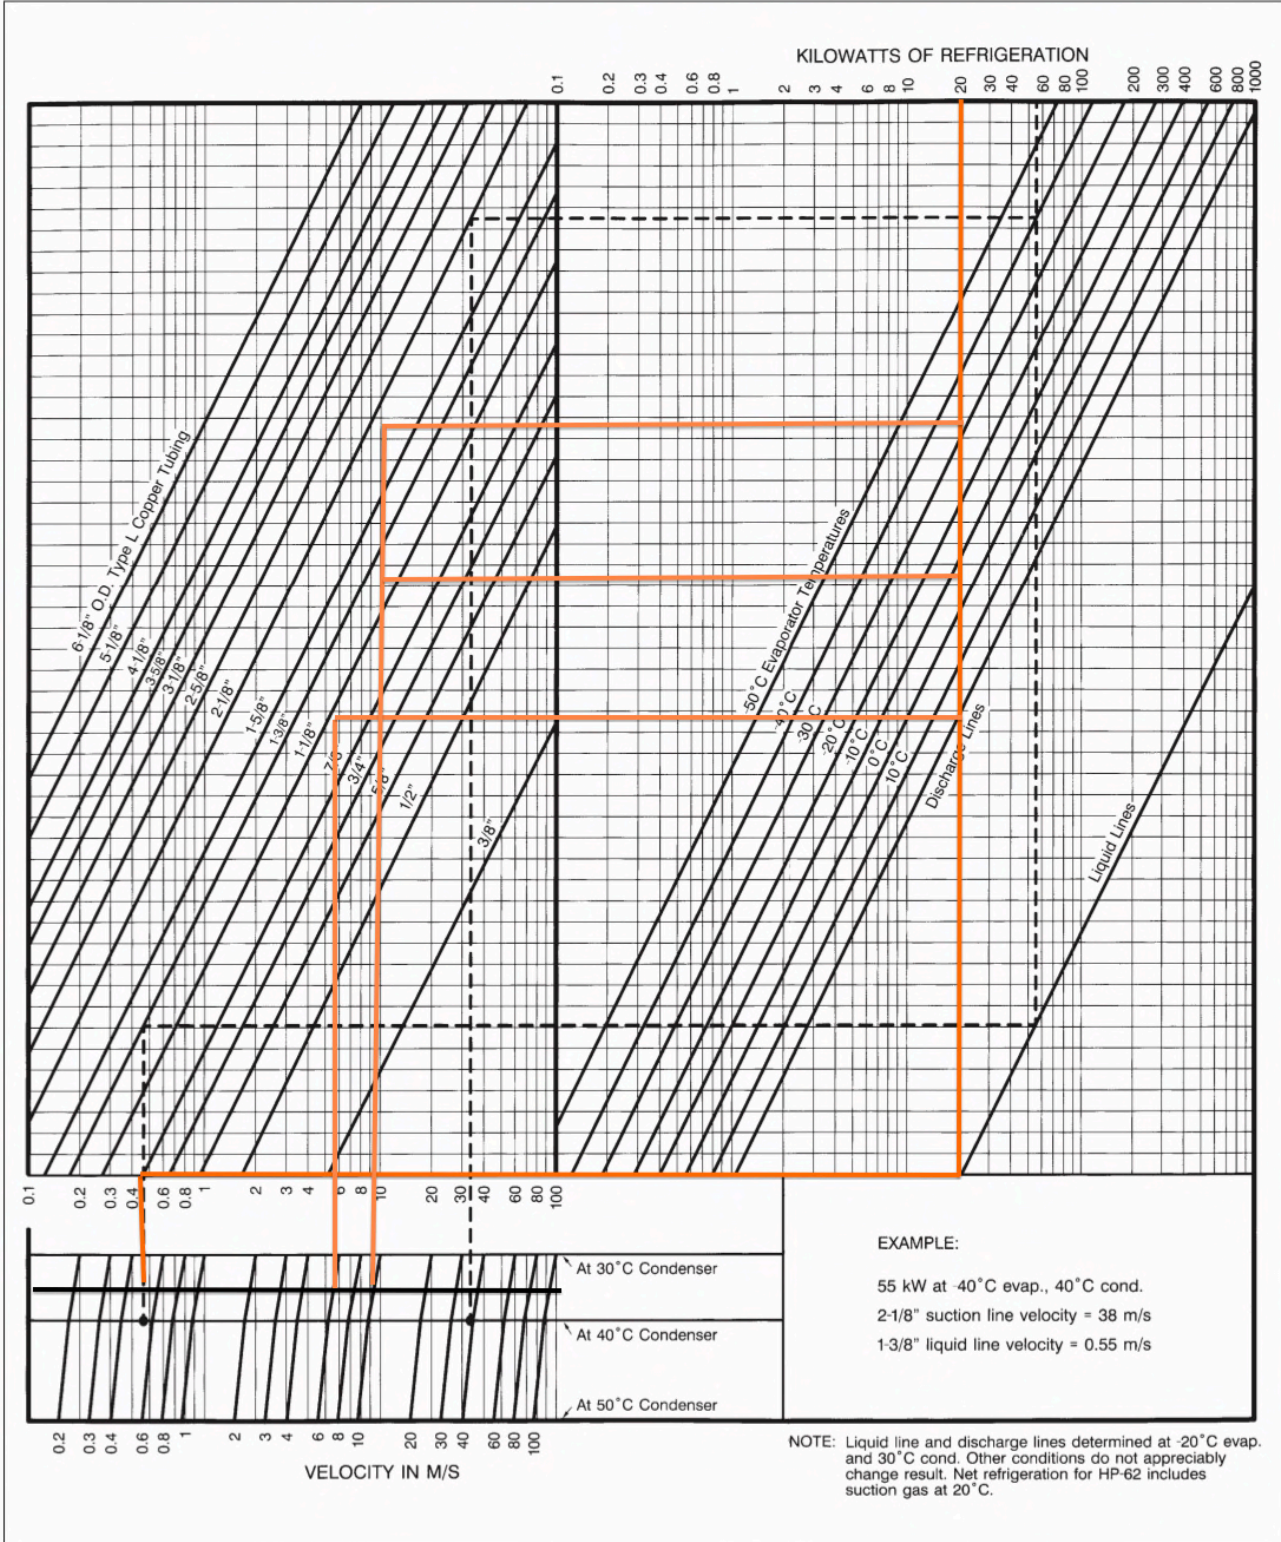 KILOWATTS OF REFRIGERATION
0.1 0.2 0.3 0.4 0.6 0.8 1 2 3 4 6 8 10 20 30 40 60 80 100 200 300 400 600 800 1000
6-1/8" O.D. Type L Copper Tubing
5-1/8"
4-1/8"
3-5/8"
3-1/8"
2-5/8"
2-1/8"
1-5/8"
1-3/8"
1-1/8"
7/8"
3/4"
5/8"
1/2"
3/8"
-50°C Evaporator Temperatures
-40°C
-30°C
-20°C
-10°C
0°C
10°C
Discharge Lines
Liquid Lines
0.1 0.2 0.3 0.4 0.6 0.8 1 2 3 4 6 8 10 20 30 40 60 80 100
At 30°C Condenser
At 40°C Condenser
At 50°C Condenser
0.2 0.3 0.4 0.6 0.8 1 2 3 4 6 8 10 20 30 40 60 80 100
VELOCITY IN M/S
EXAMPLE:
55 kW at -40°C evap., 40°C cond.
2-1/8" suction line velocity = 38 m/s
1-3/8" liquid line velocity = 0.55 m/s
NOTE: Liquid line and discharge lines determined at -20°C evap.
and 30°C cond. Other conditions do not appreciably
change result. Net refrigeration for HP-62 includes
suction gas at 20°C.